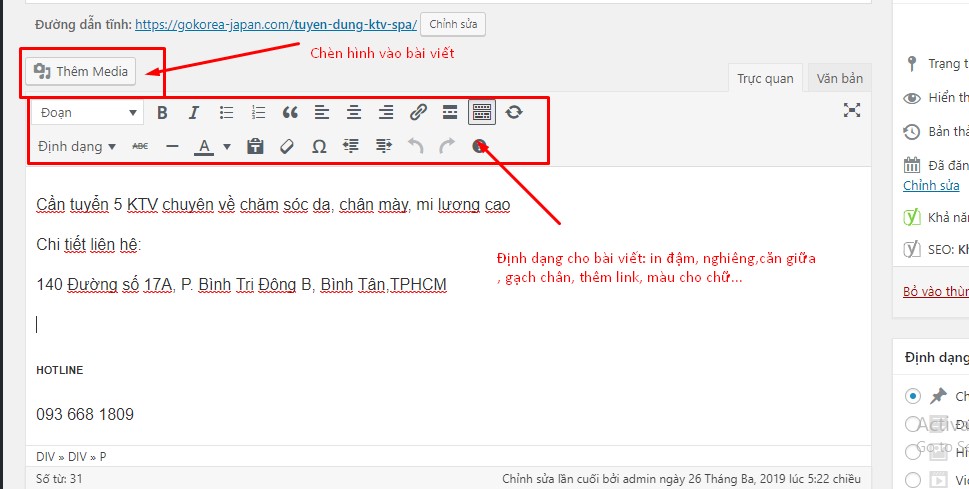 Đường dẫn tĩnh: https://gokorea-japan.com/tuyen-dung-ktv-spa/ Chỉnh sửa
Chèn hình vào bài viết
Thêm Media
Trực quan Văn bản
Đoạn B I
Định dạng ABC A T Ω
Cần tuyển 5 KTV chuyên về chăm sóc da, chân mày, mi lương cao
Chi tiết liên hệ:
140 Đường số 17A, P. Bình Trị Đông B, Bình Tân,TPHCM
Định dạng cho bài viết: in đậm, nghiêng,căn giữa
, gạch chân, thêm link, màu cho chữ...
HOTLINE
093 668 1809
DIV » DIV » P
Số từ: 31 Chỉnh sửa lần cuối bởi admin ngày 26 Tháng Ba, 2019 lúc 5:22 chiều
Trạng t
Hiển th
Bản thả
Đã đăn
Chỉnh sửa
Khả năn
SEO: Kh
Bỏ vào thùn
Định dạng
Ch
Activa
Go to Se
Vid